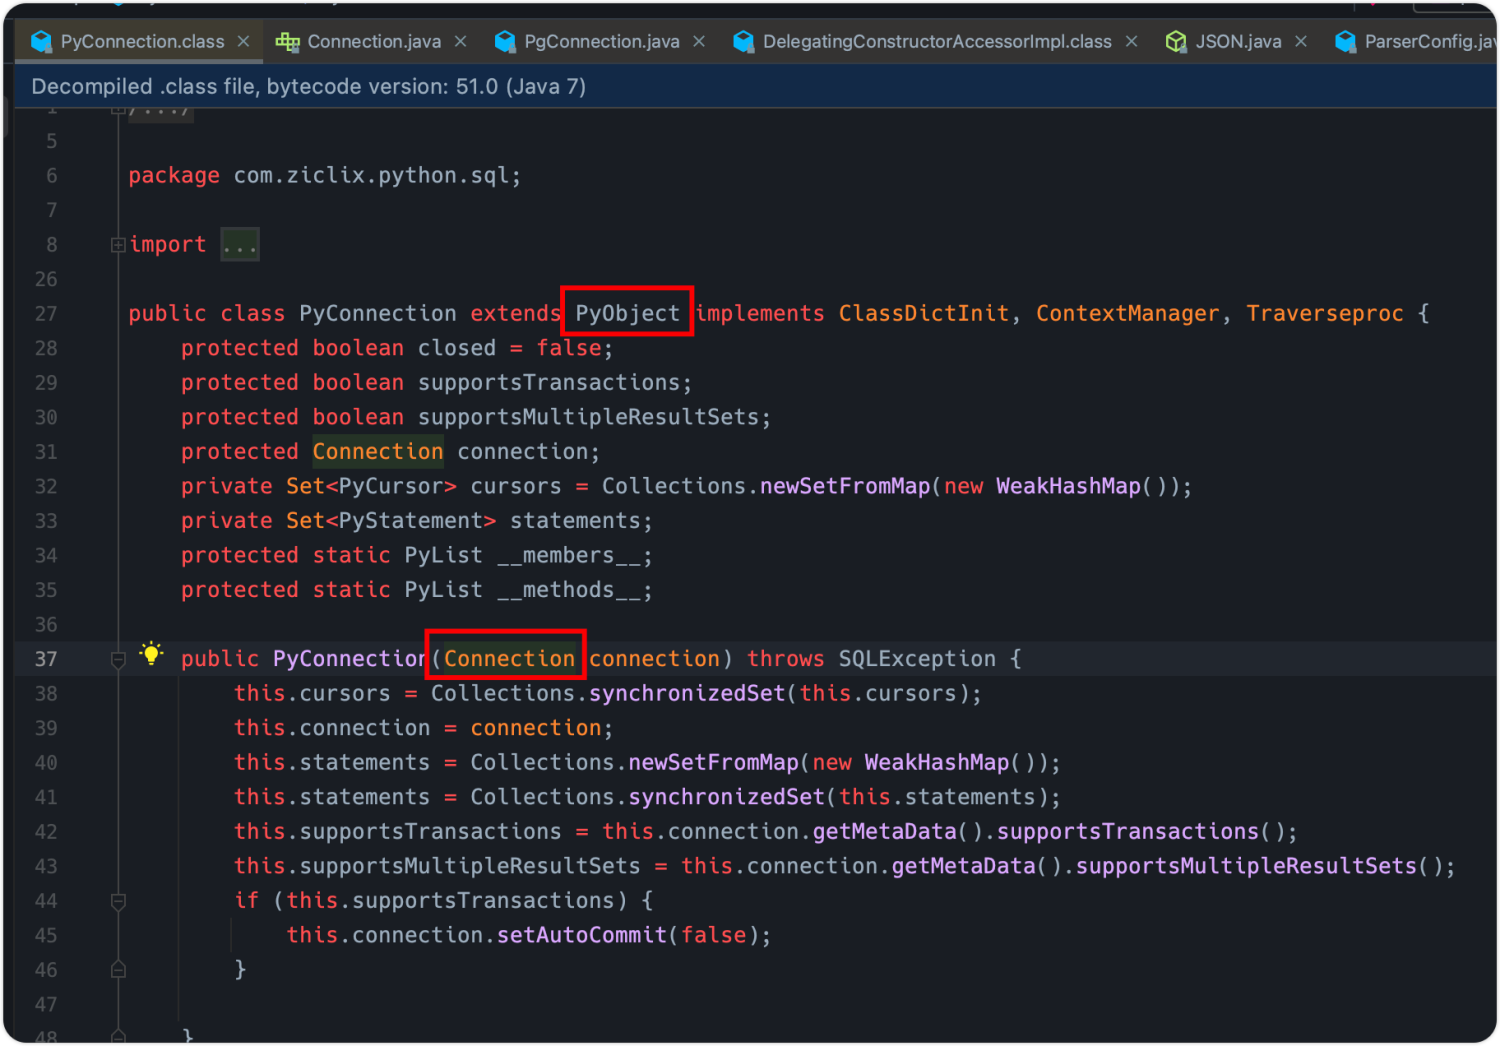 PyConnection.class × Connection.java × PgConnection.java × DelegatingConstructorAccessorImpl.class × JSON.java × ParserConfig.jav
Decompiled .class file, bytecode version: 51.0 (Java 7)
1 /.../
5
6 package com.ziclix.python.sql;
7
8 import ...
26
27 public class PyConnection extends PyObject implements ClassDictInit, ContextManager, Traverseproc {
28 protected boolean closed = false;
29 protected boolean supportsTransactions;
30 protected boolean supportsMultipleResultSets;
31 protected Connection connection;
32 private Set<PyCursor> cursors = Collections.newSetFromMap(new WeakHashMap());
33 private Set<PyStatement> statements;
34 protected static PyList __members__;
35 protected static PyList __methods__;
36
37 public PyConnection(Connection connection) throws SQLException {
38 this.cursors = Collections.synchronizedSet(this.cursors);
39 this.connection = connection;
40 this.statements = Collections.newSetFromMap(new WeakHashMap());
41 this.statements = Collections.synchronizedSet(this.statements);
42 this.supportsTransactions = this.connection.getMetaData().supportsTransactions();
43 this.supportsMultipleResultSets = this.connection.getMetaData().supportsMultipleResultSets();
44 if (this.supportsTransactions) {
45 this.connection.setAutoCommit(false);
46 }
47
48 }